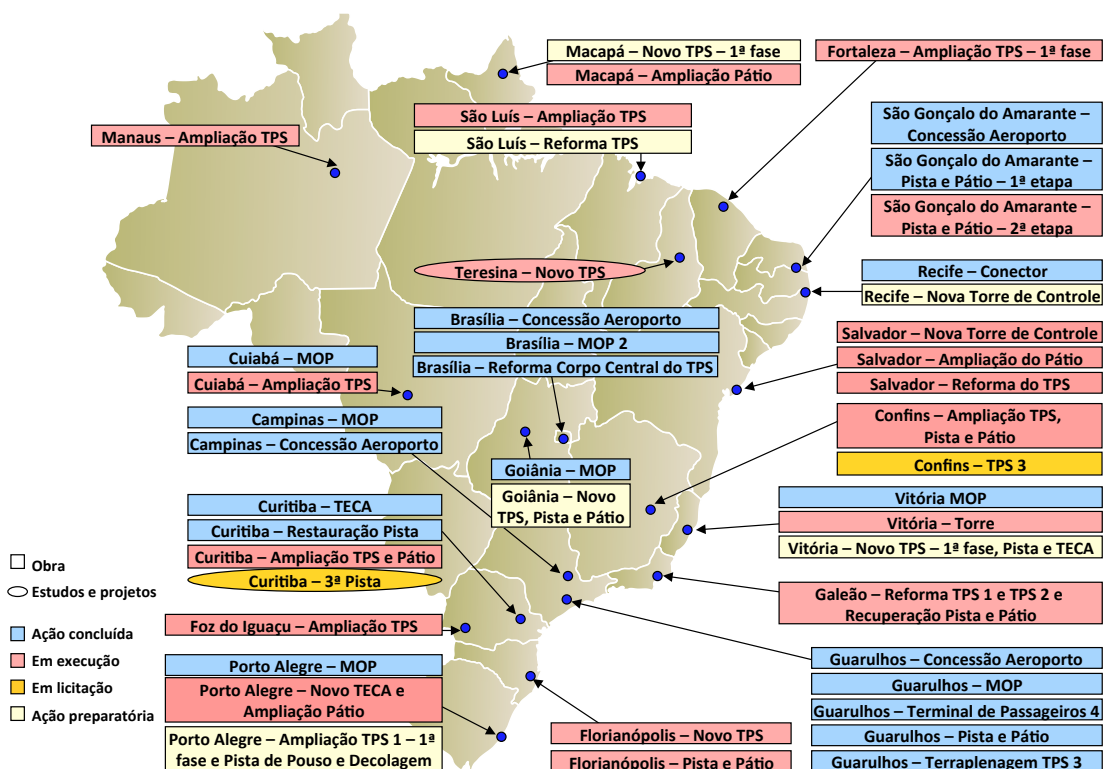 Macapá – Novo TPS – 1ª fase
Macapá – Ampliação Pátio
Fortaleza – Ampliação TPS – 1ª fase
São Luís – Ampliação TPS
São Luís – Reforma TPS
Manaus – Ampliação TPS
São Gonçalo do Amarante –
Concessão Aeroporto
São Gonçalo do Amarante –
Pista e Pátio – 1ª etapa
São Gonçalo do Amarante –
Pista e Pátio – 2ª etapa
Teresina – Novo TPS
Recife – Conector
Recife – Nova Torre de Controle
Brasília – Concessão Aeroporto
Brasília – MOP 2
Brasília – Reforma Corpo Central do TPS
Salvador – Nova Torre de Controle
Salvador – Ampliação do Pátio
Salvador – Reforma do TPS
Cuiabá – MOP
Cuiabá – Ampliação TPS
Campinas – MOP
Campinas – Concessão Aeroporto
Confins – Ampliação TPS,
Pista e Pátio
Confins – TPS 3
Goiânia – MOP
Goiânia – Novo
TPS, Pista e Pátio
Curitiba – TECA
Curitiba – Restauração Pista
Curitiba – Ampliação TPS e Pátio
Curitiba – 3ª Pista
Vitória MOP
Vitória – Torre
Vitória – Novo TPS – 1ª fase, Pista e TECA
Obra
Estudos e projetos
Ação concluída
Em execução
Em licitação
Ação preparatória
Galeão – Reforma TPS 1 e TPS 2 e
Recuperação Pista e Pátio
Foz do Iguaçu – Ampliação TPS
Porto Alegre – MOP
Porto Alegre – Novo TECA e
Ampliação Pátio
Porto Alegre – Ampliação TPS 1 – 1ª
fase e Pista de Pouso e Decolagem
Florianópolis – Novo TPS
Florianópolis – Pista e Pátio
Guarulhos – Concessão Aeroporto
Guarulhos – MOP
Guarulhos – Terminal de Passageiros 4
Guarulhos – Pista e Pátio
Guarulhos – Terraplenagem TPS 3